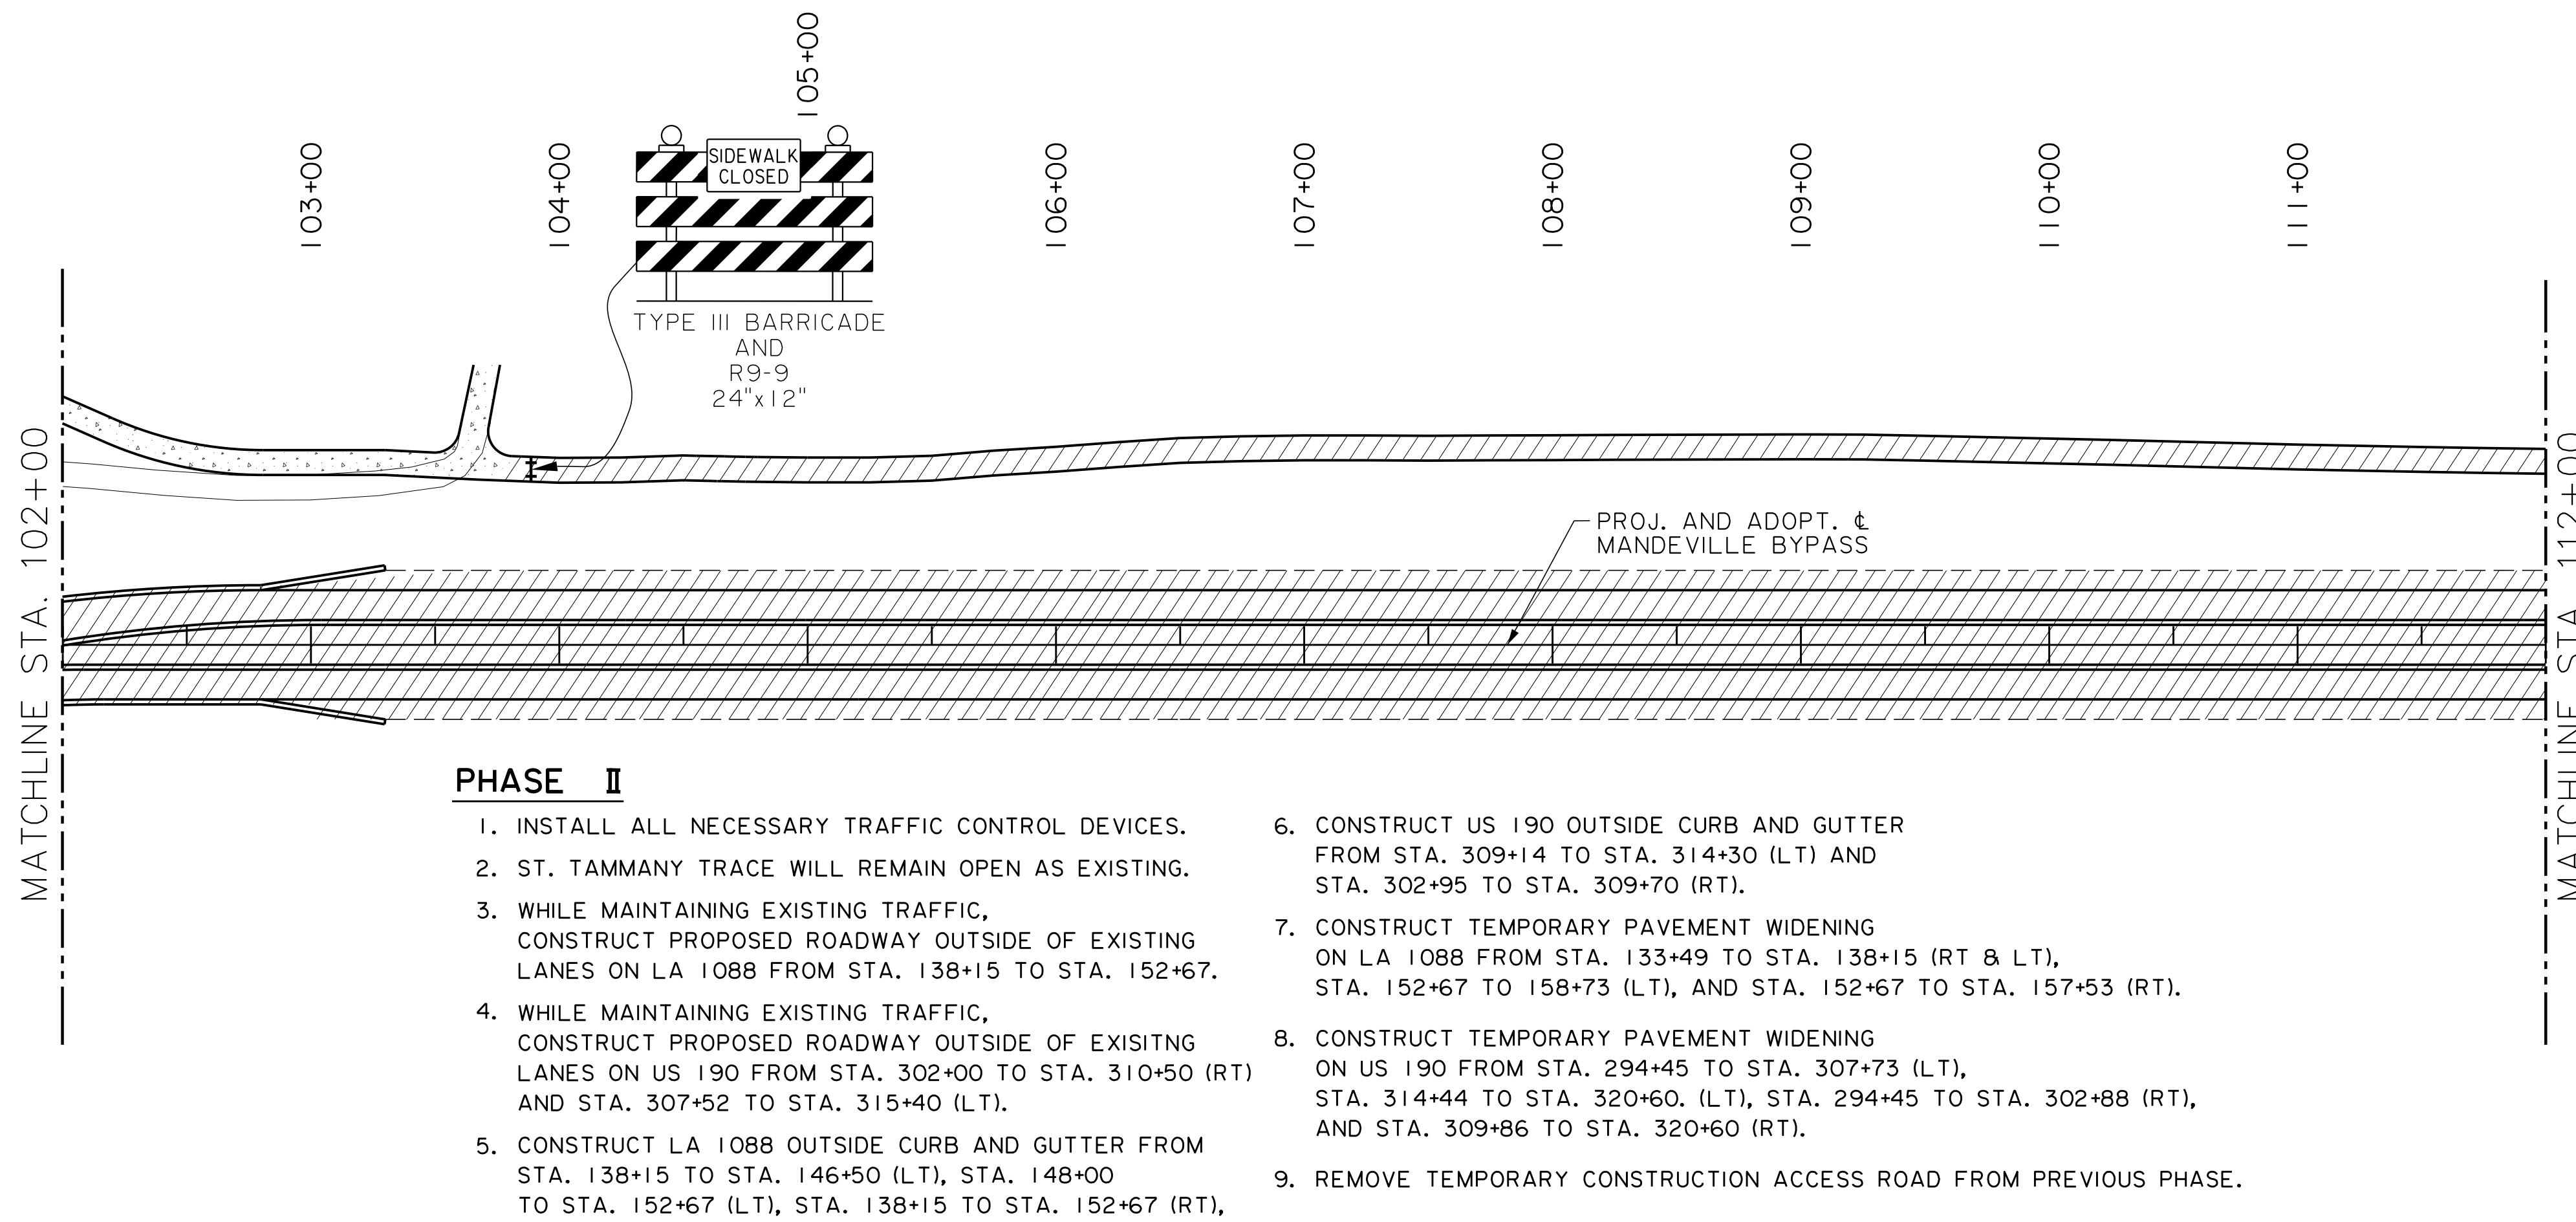 105+00
103+00
104+00
106+00
107+00
108+00
109+00
110+00
111+00
SIDEWALK
CLOSED
TYPE III BARRICADE
AND
R9-9
24"x12"
MATCHLINE STA. 102+00
MATCHLINE STA. 112+00
PROJ. AND ADOPT. ℄
MANDEVILLE BYPASS
PHASE II
1. INSTALL ALL NECESSARY TRAFFIC CONTROL DEVICES.
2. ST. TAMMANY TRACE WILL REMAIN OPEN AS EXISTING.
3. WHILE MAINTAINING EXISTING TRAFFIC,
CONSTRUCT PROPOSED ROADWAY OUTSIDE OF EXISTING
LANES ON LA 1088 FROM STA. 138+15 TO STA. 152+67.
4. WHILE MAINTAINING EXISTING TRAFFIC,
CONSTRUCT PROPOSED ROADWAY OUTSIDE OF EXISITNG
LANES ON US 190 FROM STA. 302+00 TO STA. 310+50 (RT)
AND STA. 307+52 TO STA. 315+40 (LT).
5. CONSTRUCT LA 1088 OUTSIDE CURB AND GUTTER FROM
STA. 138+15 TO STA. 146+50 (LT), STA. 148+00
TO STA. 152+67 (LT), STA. 138+15 TO STA. 152+67 (RT),
6. CONSTRUCT US 190 OUTSIDE CURB AND GUTTER
FROM STA. 309+14 TO STA. 314+30 (LT) AND
STA. 302+95 TO STA. 309+70 (RT).
7. CONSTRUCT TEMPORARY PAVEMENT WIDENING
ON LA 1088 FROM STA. 133+49 TO STA. 138+15 (RT & LT),
STA. 152+67 TO 158+73 (LT), AND STA. 152+67 TO STA. 157+53 (RT).
8. CONSTRUCT TEMPORARY PAVEMENT WIDENING
ON US 190 FROM STA. 294+45 TO STA. 307+73 (LT),
STA. 314+44 TO STA. 320+60. (LT), STA. 294+45 TO STA. 302+88 (RT),
AND STA. 309+86 TO STA. 320+60 (RT).
9. REMOVE TEMPORARY CONSTRUCTION ACCESS ROAD FROM PREVIOUS PHASE.